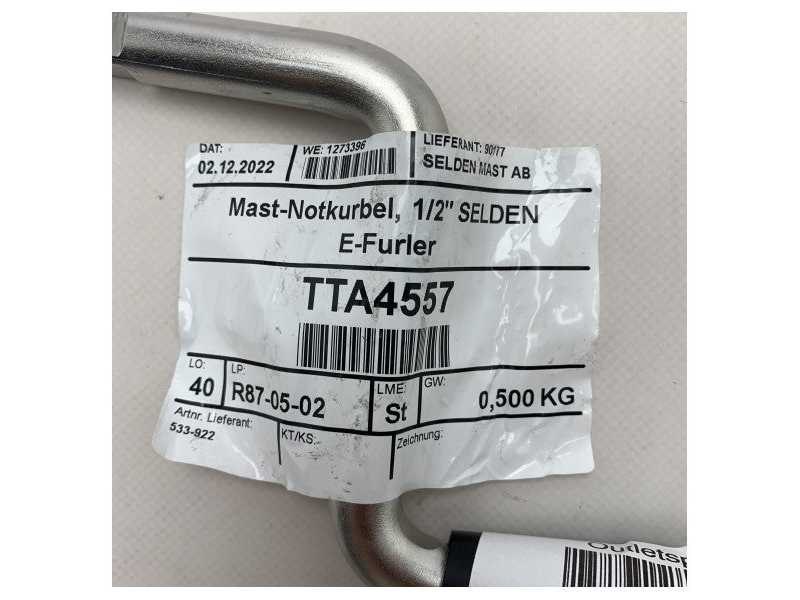 DAT:
02.12.2022
WE: 1273396
LIEFERANT: 90177
SELDEN MAST AB
Mast-Notkurbel, 1/2" SELDEN
E-Furler
TTA4557
LO:
40
LP:
R87-05-02
LME:
St
GW:
0,500 KG
Artnr. Lieferant:
533-922
KT/KS:
Zeichnung: